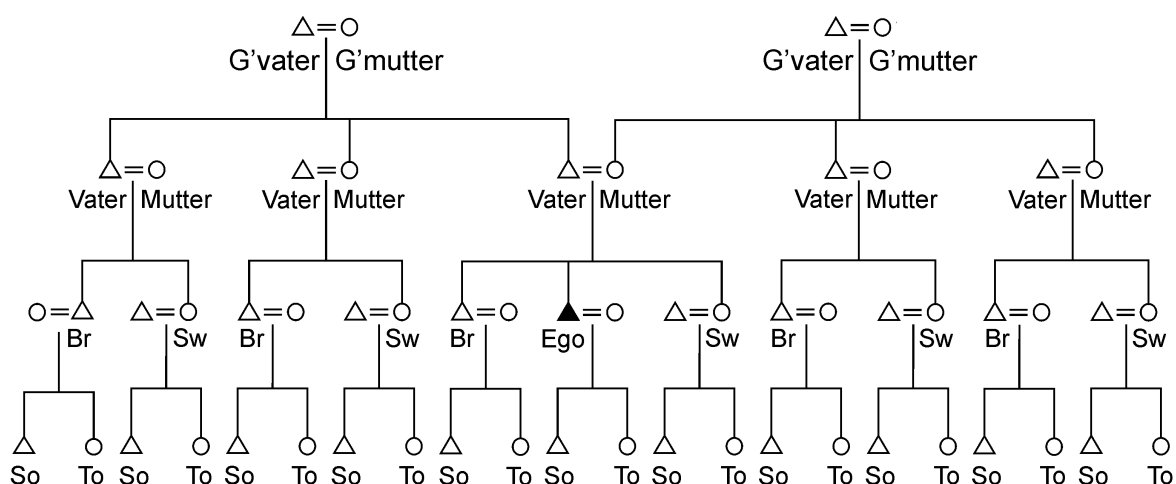 G’vater G’mutter G’vater G’mutter
Vater Mutter Vater Mutter Vater Mutter Vater Mutter Vater Mutter
Br Sw Br Sw Br Ego Sw Br Sw Br Sw
So To So To So To So To So To So To So To So To So To So To So To